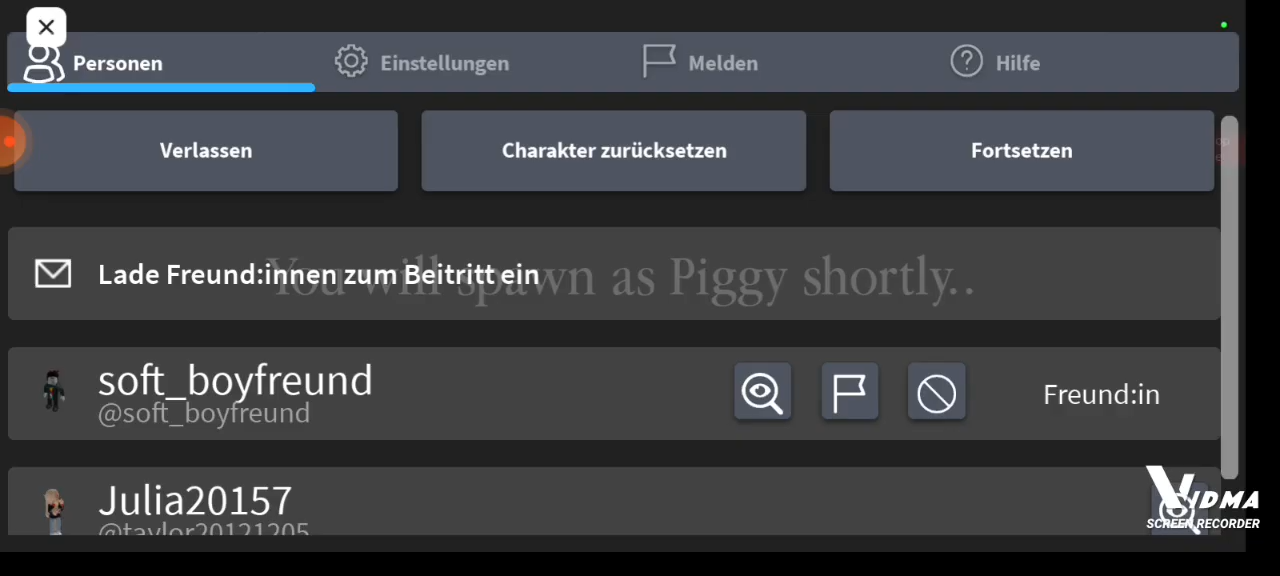 Personen
Einstellungen
Melden
Hilfe
Verlassen
Charakter zurücksetzen
Fortsetzen
Lade Freund:innen zum Beitritt ein
You will spawn as Piggy shortly..
soft_boyfreund
@soft_boyfreund
Freund:in
Julia20157
@taylor20121205
VIDMA
SCREEN RECORDER